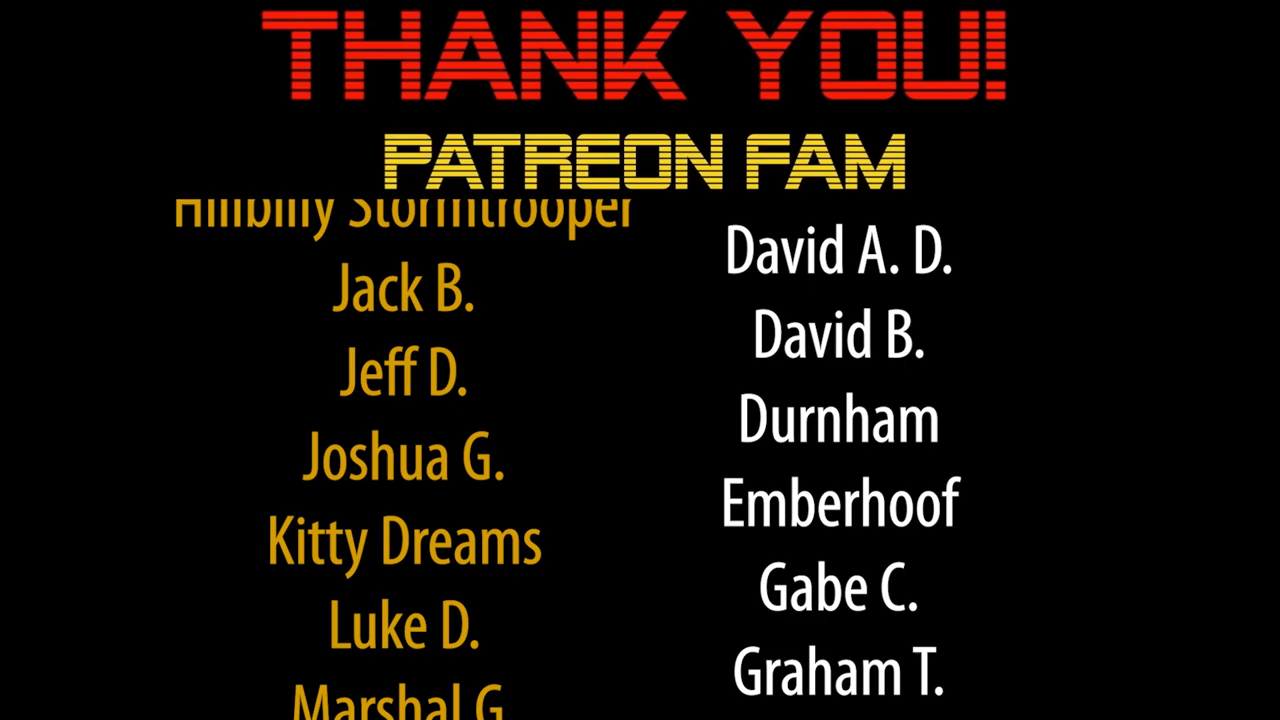 THANK YOU!
PATREON FAM
Hillbilly Stormtrooper
Jack B.
Jeff D.
Joshua G.
Kitty Dreams
Luke D.
Marshal G.
David A. D.
David B.
Durnham
Emberhoof
Gabe C.
Graham T.